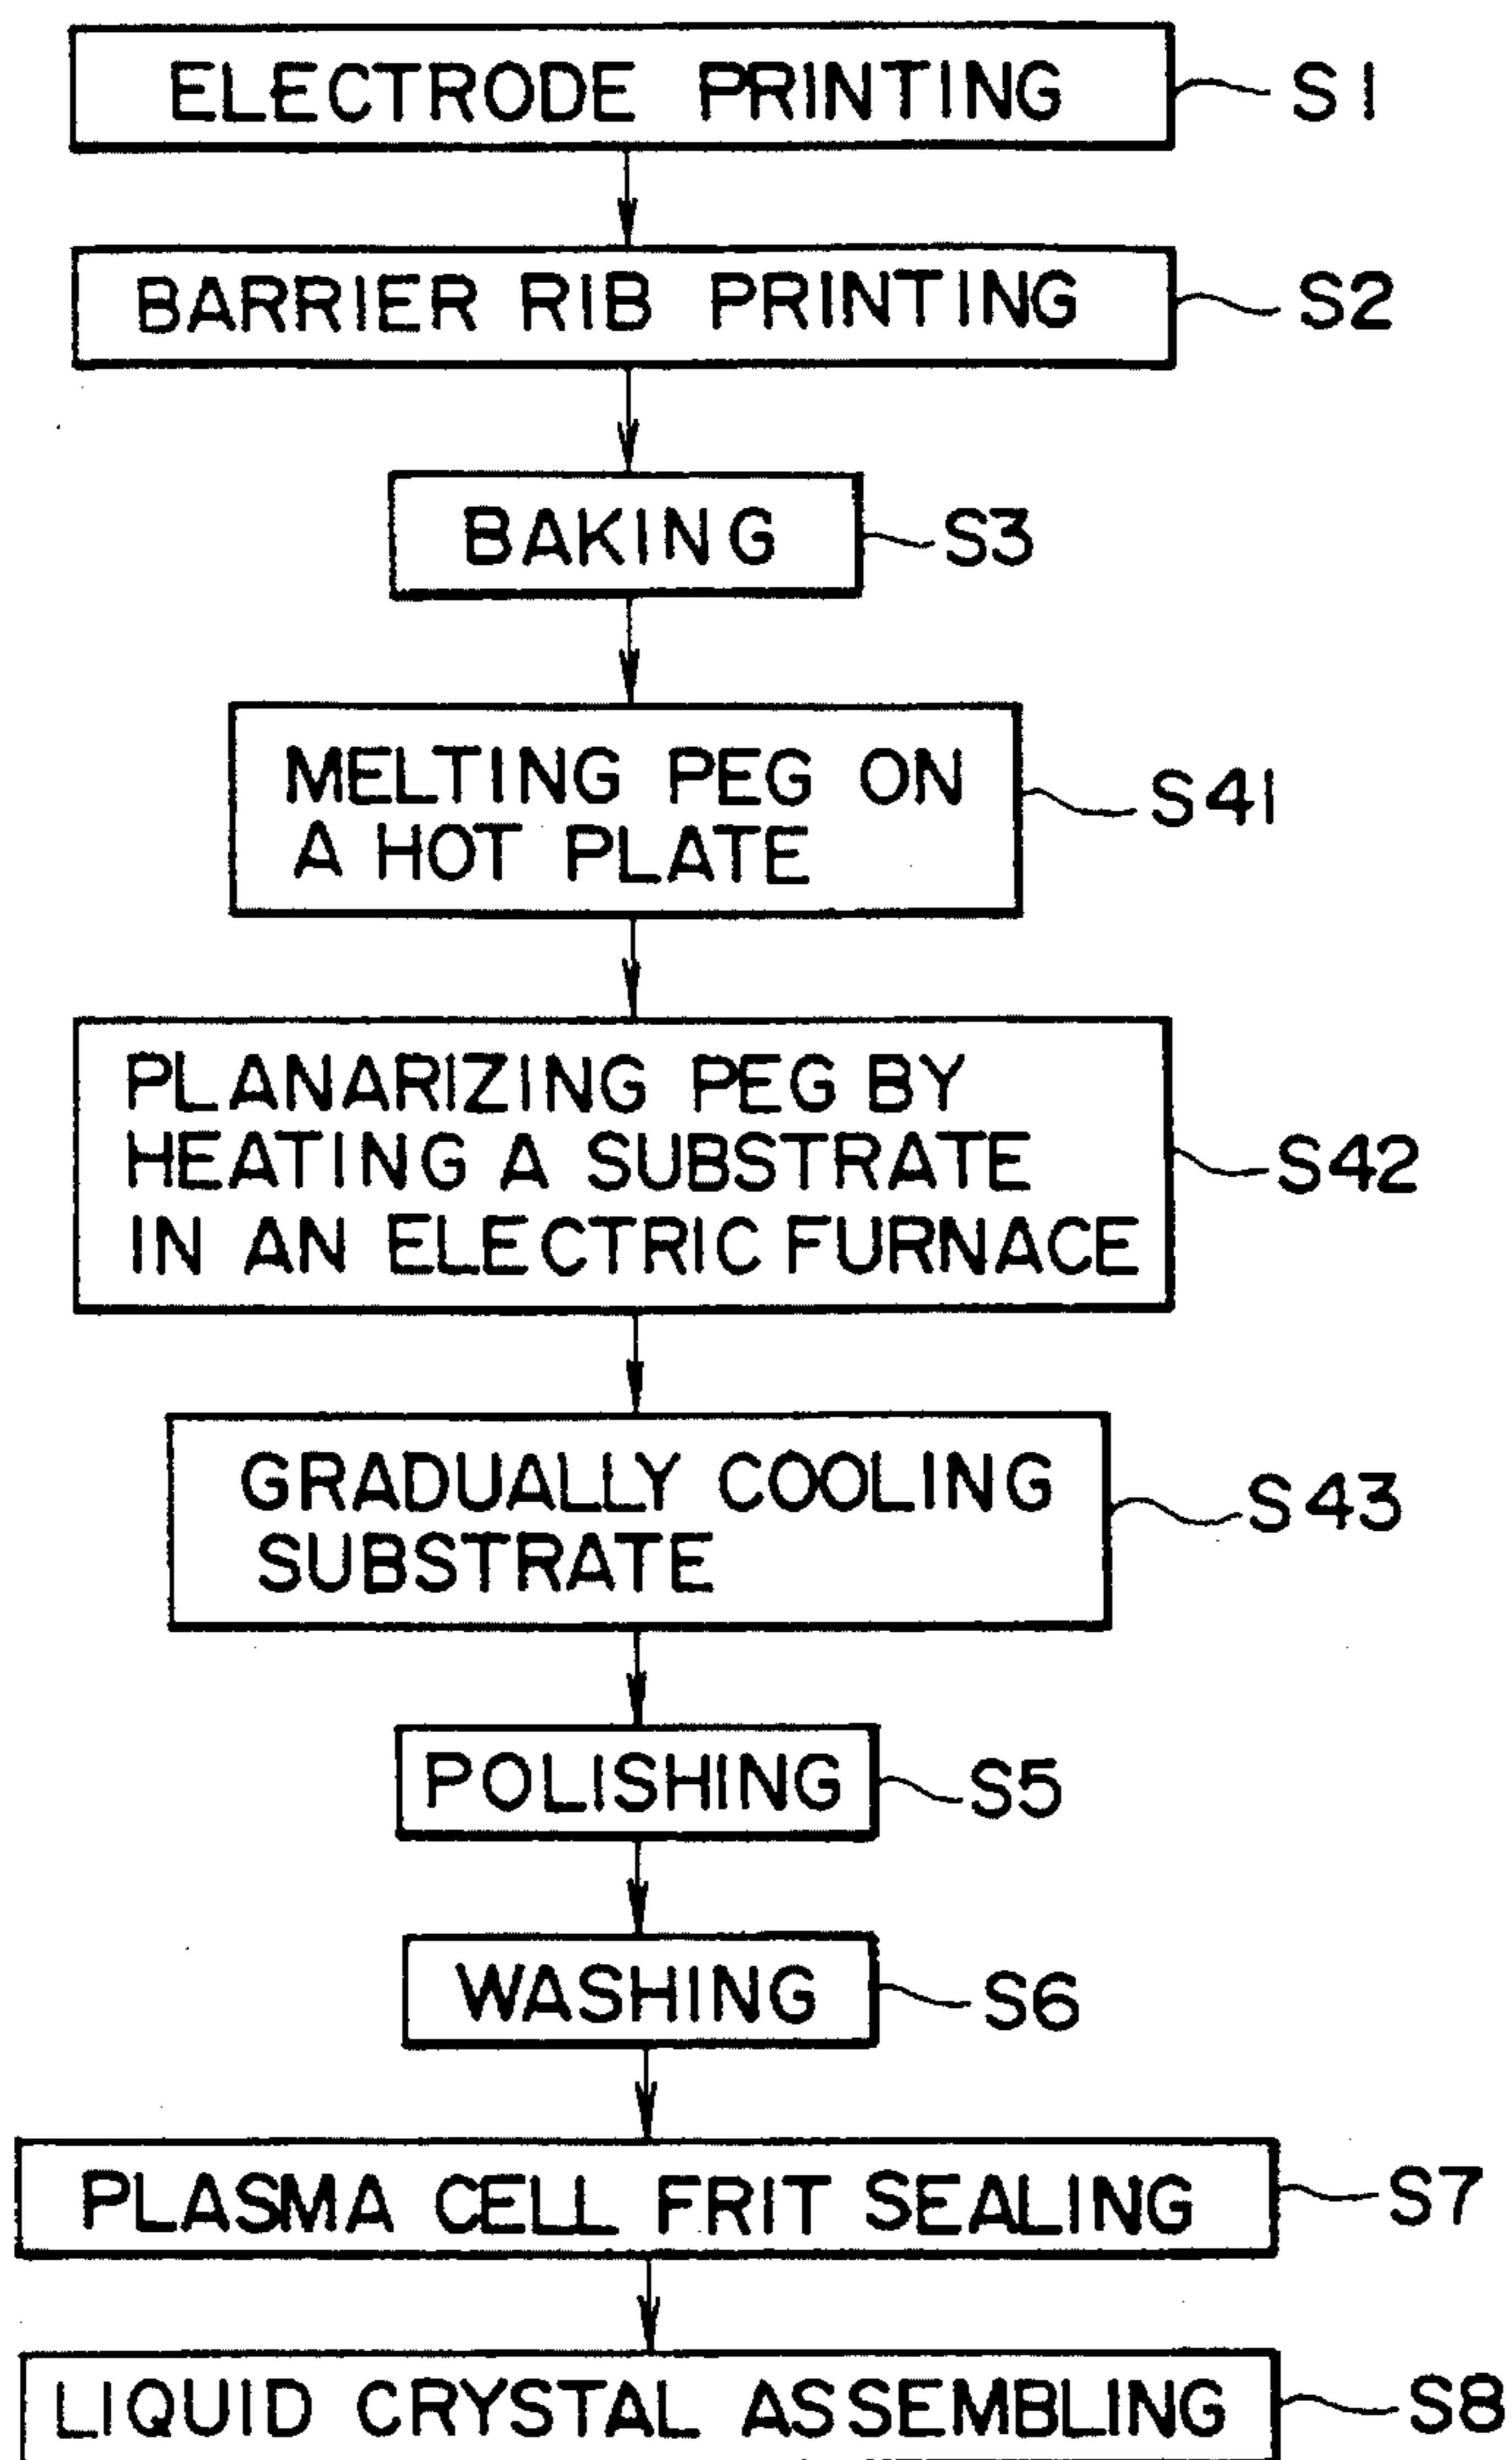 ELECTRODE PRINTING S1
BARRIER RIB PRINTING S2
BAKING S3
MELTING PEG ON
A HOT PLATE
S41
PLANARIZING PEG BY
HEATING A SUBSTRATE
IN AN ELECTRIC FURNACE
S42
GRADUALLY COOLING
SUBSTRATE
S43
POLISHING S5
WASHING S6
PLASMA CELL FRIT SEALING S7
LIQUID CRYSTAL ASSEMBLING S8